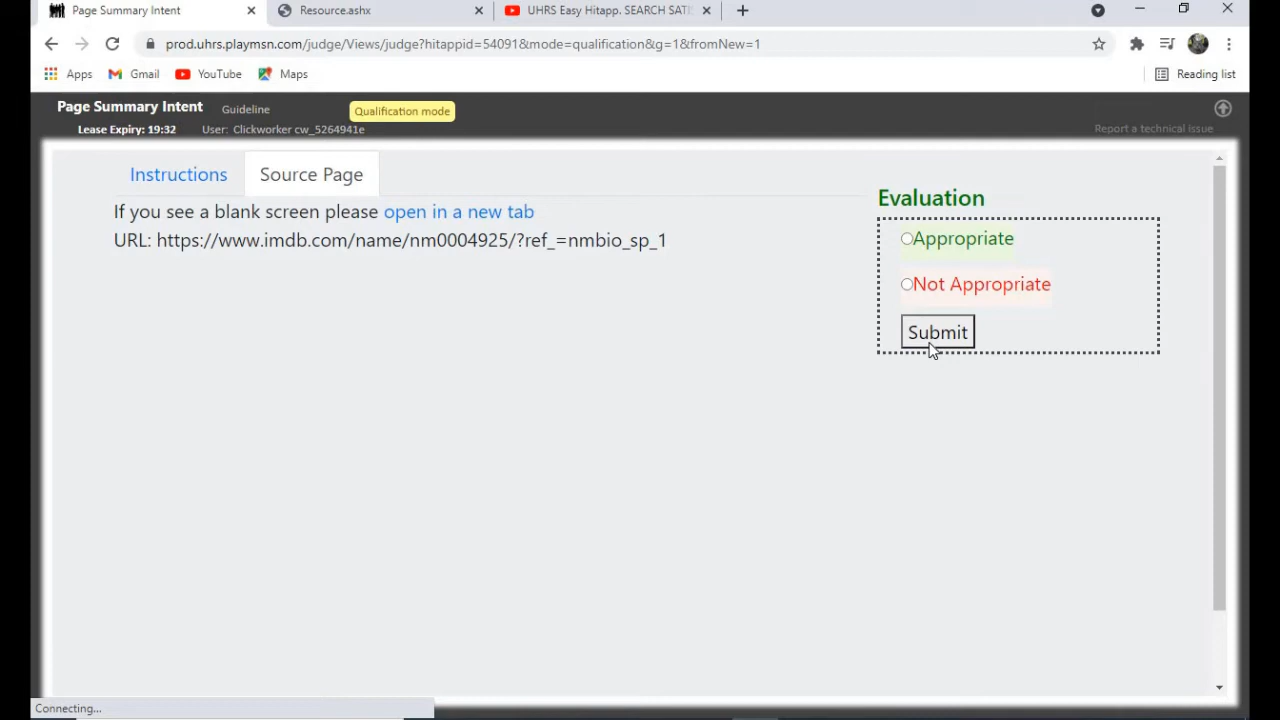 Page Summary Intent
Resource.ashx
UHRS Easy Hitapp. SEARCH SATI
prod.uhrs.playmsn.com/judge/Views/judge?hitappid=54091&mode=qualification&g=1&fromNew=1
Apps
Gmail
YouTube
Maps
Reading list
Page Summary Intent
Guideline
Qualification mode
Lease Expiry: 19:32
User: Clickworker cw_5264941e
Report a technical issue
Instructions
Source Page
If you see a blank screen please open in a new tab
URL: https://www.imdb.com/name/nm0004925/?ref_=nmbio_sp_1
Evaluation
Appropriate
Not Appropriate
Submit
Connecting...